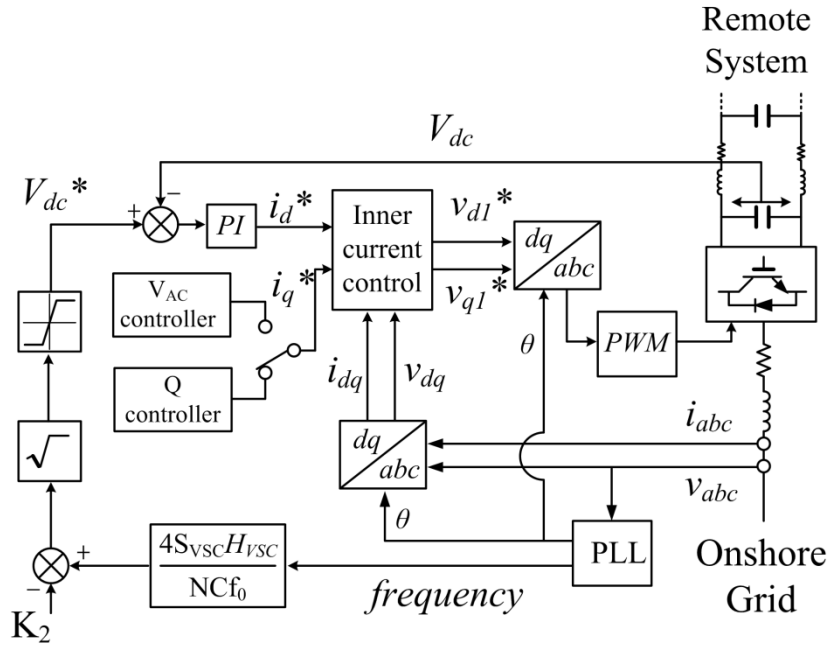 Remote
System
V_dc
V_dc*
−
+
PI
i_d*
Inner
current
control
v_d1*
v_q1*
dq
abc
V_AC
controller
i_q*
Q
controller
θ
PWM
i_dq
v_dq
dq
abc
i_abc
v_abc
θ
√
4S_VSC H_VSC
NCf_0
PLL
Onshore
Grid
frequency
+
−
K_2